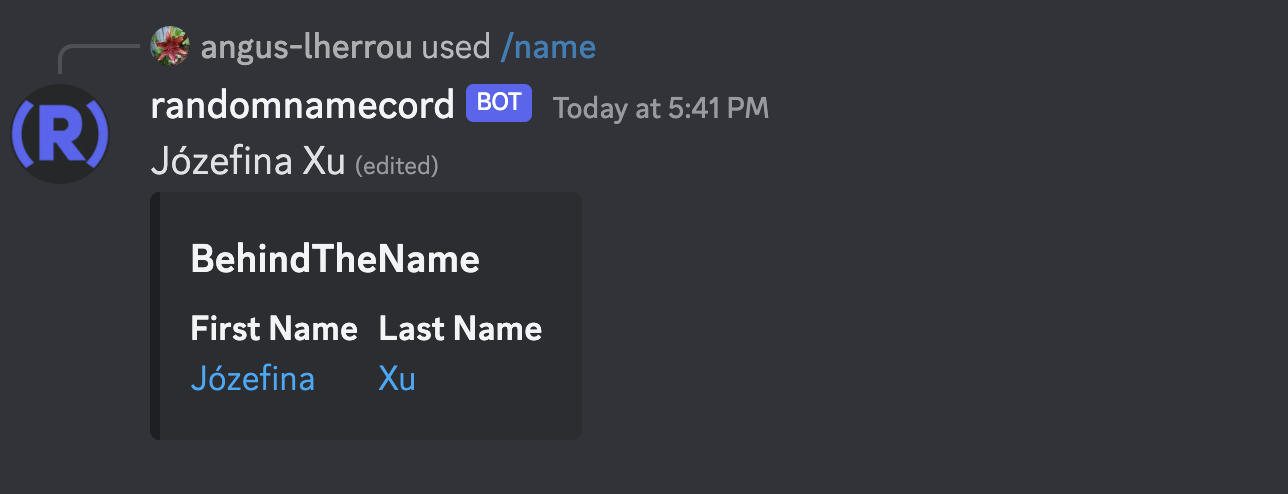 angus-lherrou used /name
(R)
randomnamecord BOT Today at 5:41 PM
Józefina Xu (edited)
BehindTheName
First Name Last Name
Józefina Xu